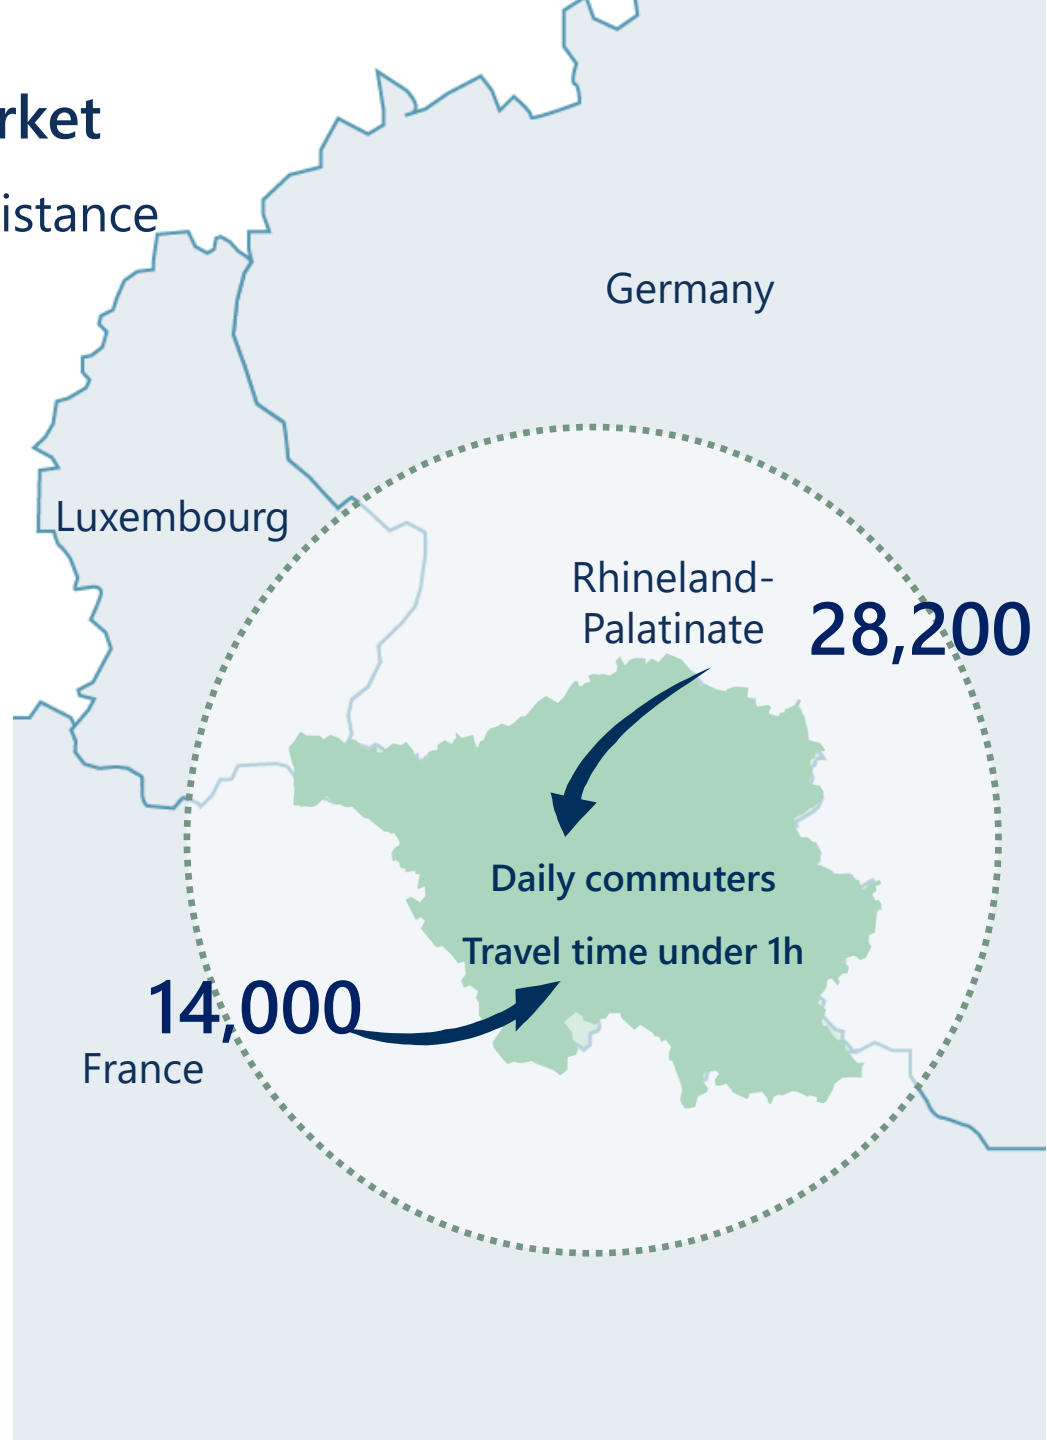 rket
istance
Germany
Luxembourg
Rhineland-
Palatinate
28,200
Daily commuters
Travel time under 1h
14,000
France